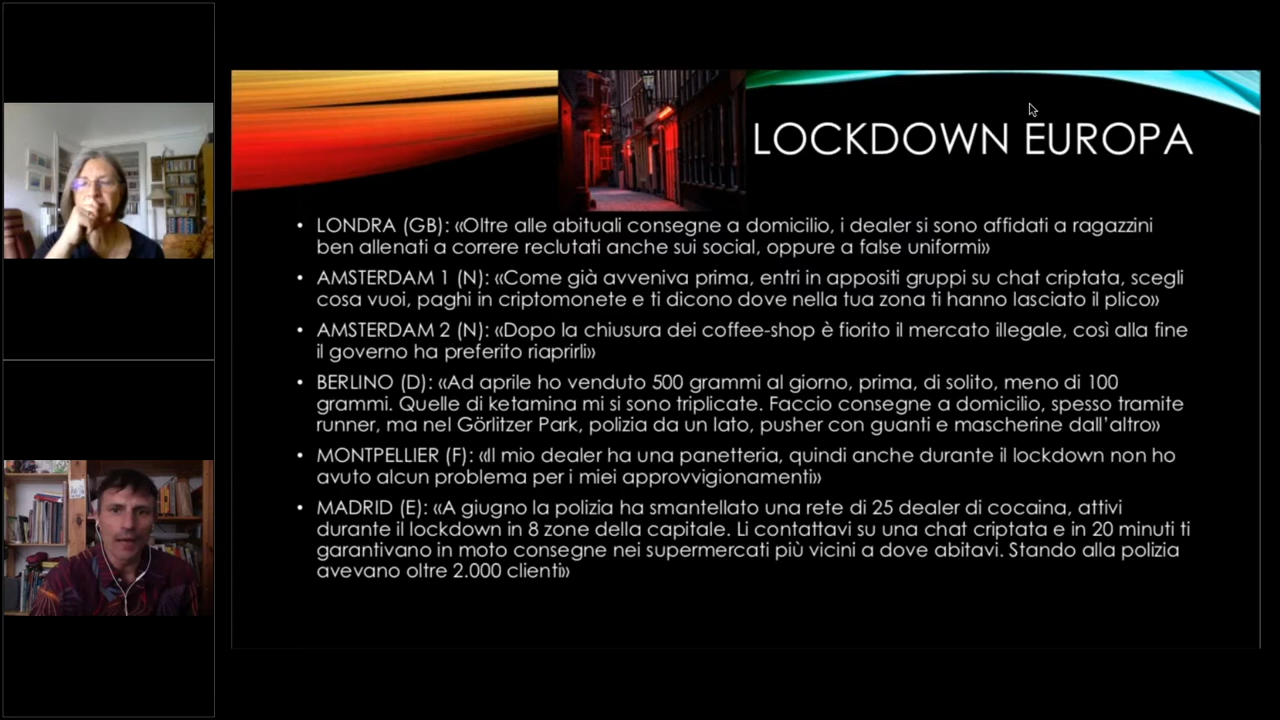 LOCKDOWN EUROPA
• LONDRA (GB): «Oltre alle abituali consegne a domicilio, i dealer si sono affidati a ragazzini
ben allenati a correre reclutati anche sui social, oppure a false uniformi»
• AMSTERDAM 1 (N): «Come già avveniva prima, entri in appositi gruppi su chat criptata, scegli
cosa vuoi, paghi in criptomonete e ti dicono dove nella tua zona ti hanno lasciato il plico»
• AMSTERDAM 2 (N): «Dopo la chiusura dei coffee-shop è fiorito il mercato illegale, così alla fine
il governo ha preferito riaprirli»
• BERLINO (D): «Ad aprile ho venduto 500 grammi al giorno, prima, di solito, meno di 100
grammi. Quelle di ketamina mi si sono triplicate. Faccio consegne a domicilio, spesso tramite
runner, ma nel Görlitzer Park, polizia da un lato, pusher con guanti e mascherine dall'altro»
• MONTPELLIER (F): «Il mio dealer ha una panetteria, quindi anche durante il lockdown non ho
avuto alcun problema per i miei approvvigionamenti»
• MADRID (E): «A giugno la polizia ha smantellato una rete di 25 dealer di cocaina, attivi
durante il lockdown in 8 zone della capitale. Li contattavi su una chat criptata e in 20 minuti ti
garantivano in moto consegne nei supermercati più vicini a dove abitavi. Stando alla polizia
avevano oltre 2.000 clienti»